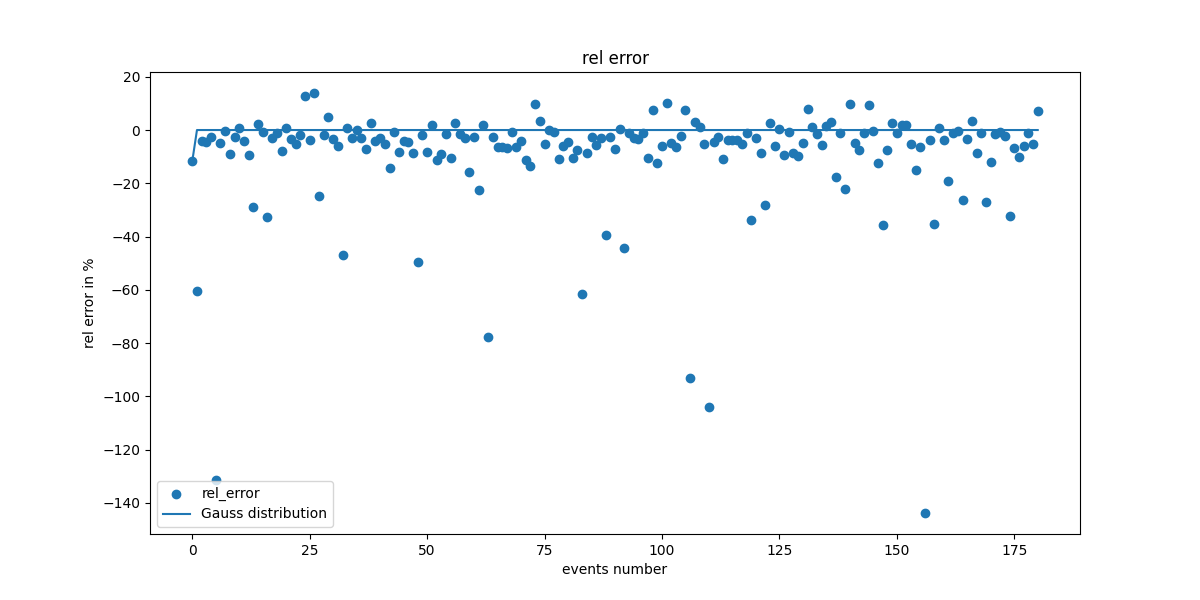 rel error
20
0
−20
−40
−60
−80
−100
−120
−140
rel error in %
rel_error
Gauss distribution
0 25 50 75 100 125 150 175
events number